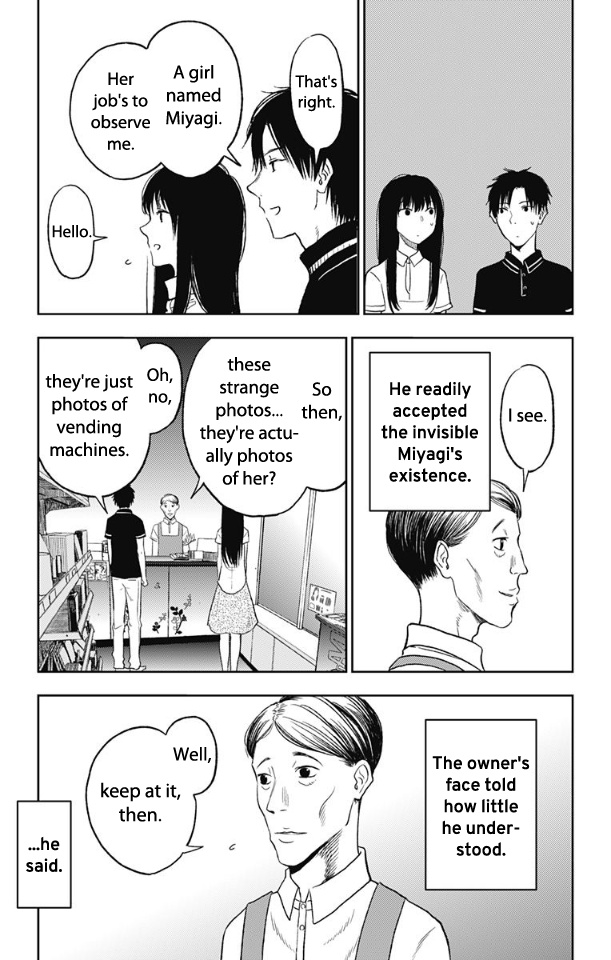 That's
right.
A girl
named
Miyagi.
Her
job's to
observe
me.
Hello.
I see.
He readily
accepted
the invisible
Miyagi's
existence.
So
then,
these
strange
photos...
they're actu-
ally photos
of her?
Oh,
no,
they're just
photos of
vending
machines.
The owner's
face told
how little
he under-
stood.
Well,
keep at it,
then.
...he
said.